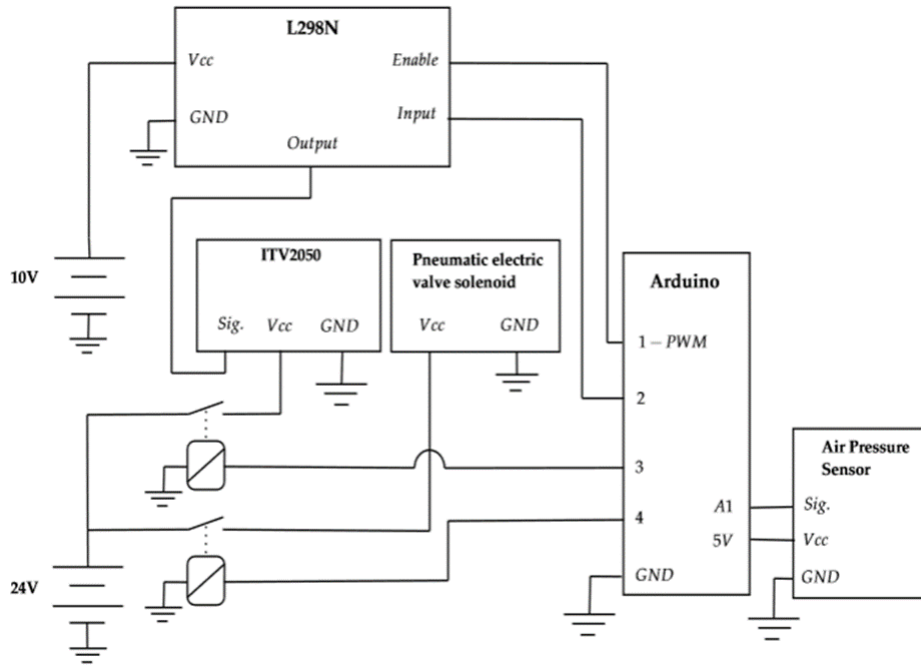 L298N
Vcc
Enable
GND
Input
Output
10V
ITV2050
Sig.
Vcc
GND
Pneumatic electric
valve solenoid
Vcc
GND
Arduino
1 – PWM
2
3
4
A1
5V
GND
Air Pressure
Sensor
Sig.
Vcc
GND
24V